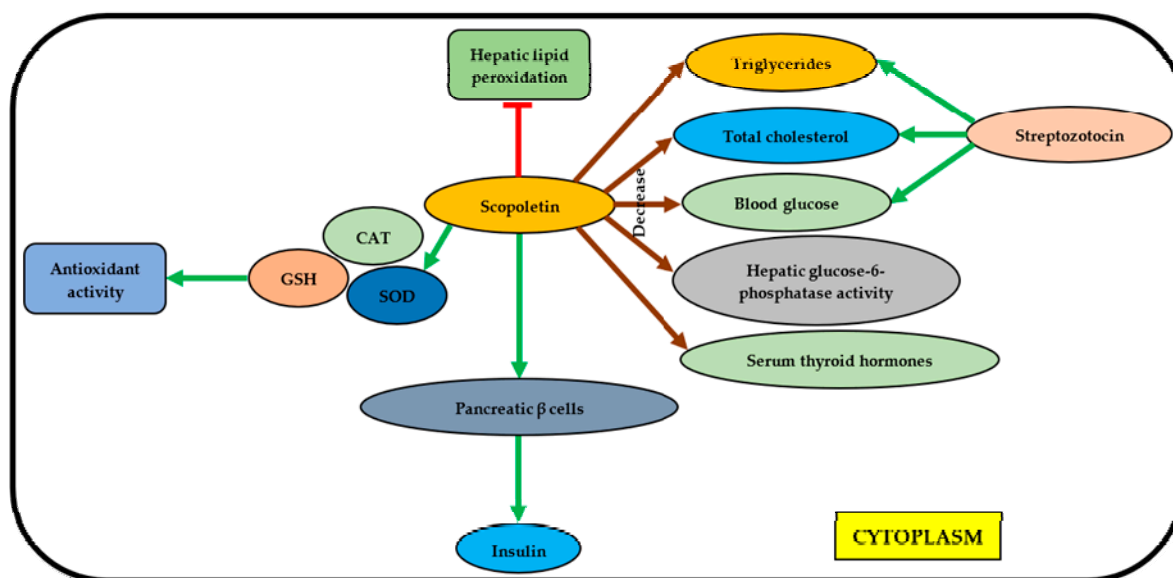 Hepatic lipid
peroxidation
Triglycerides
Total cholesterol
Streptozotocin
Scopoletin
Decrease
Blood glucose
CAT
Antioxidant
activity
GSH
SOD
Hepatic glucose-6-
phosphatase activity
Serum thyroid hormones
Pancreatic β cells
Insulin
CYTOPLASM